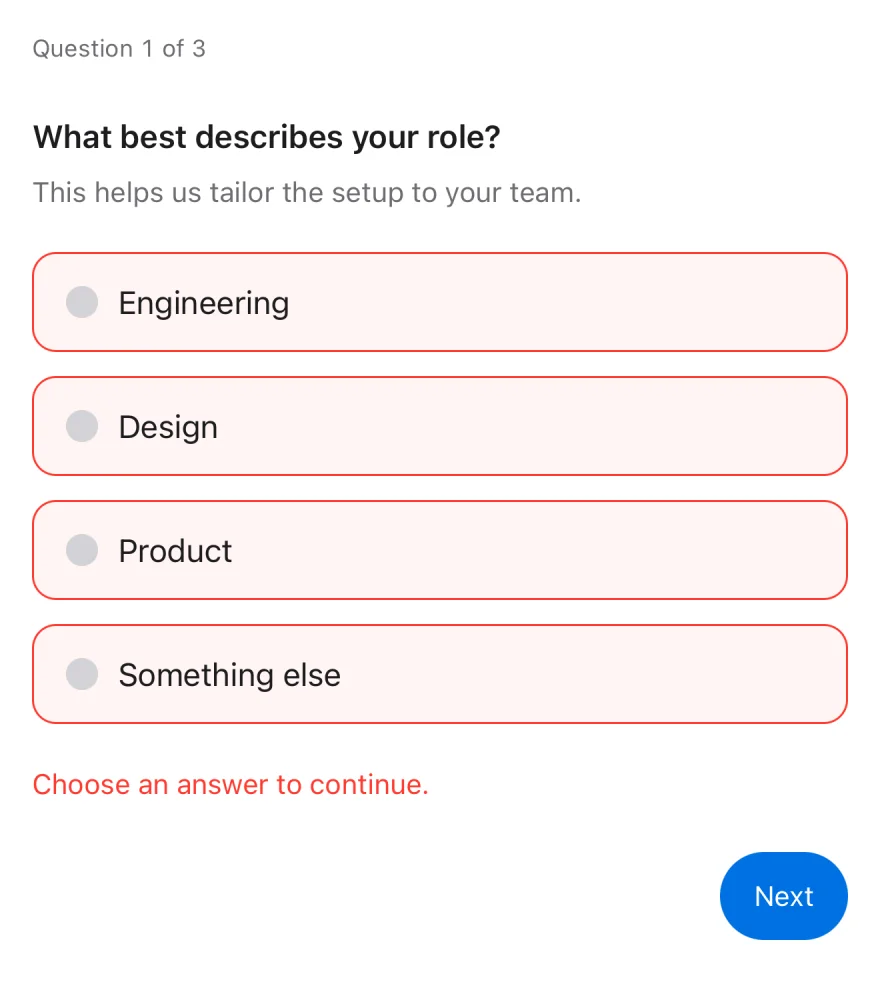 Question 1 of 3
What best describes your role?
This helps us tailor the setup to your team.
Engineering
Design
Product
Something else
Choose an answer to continue.
Next